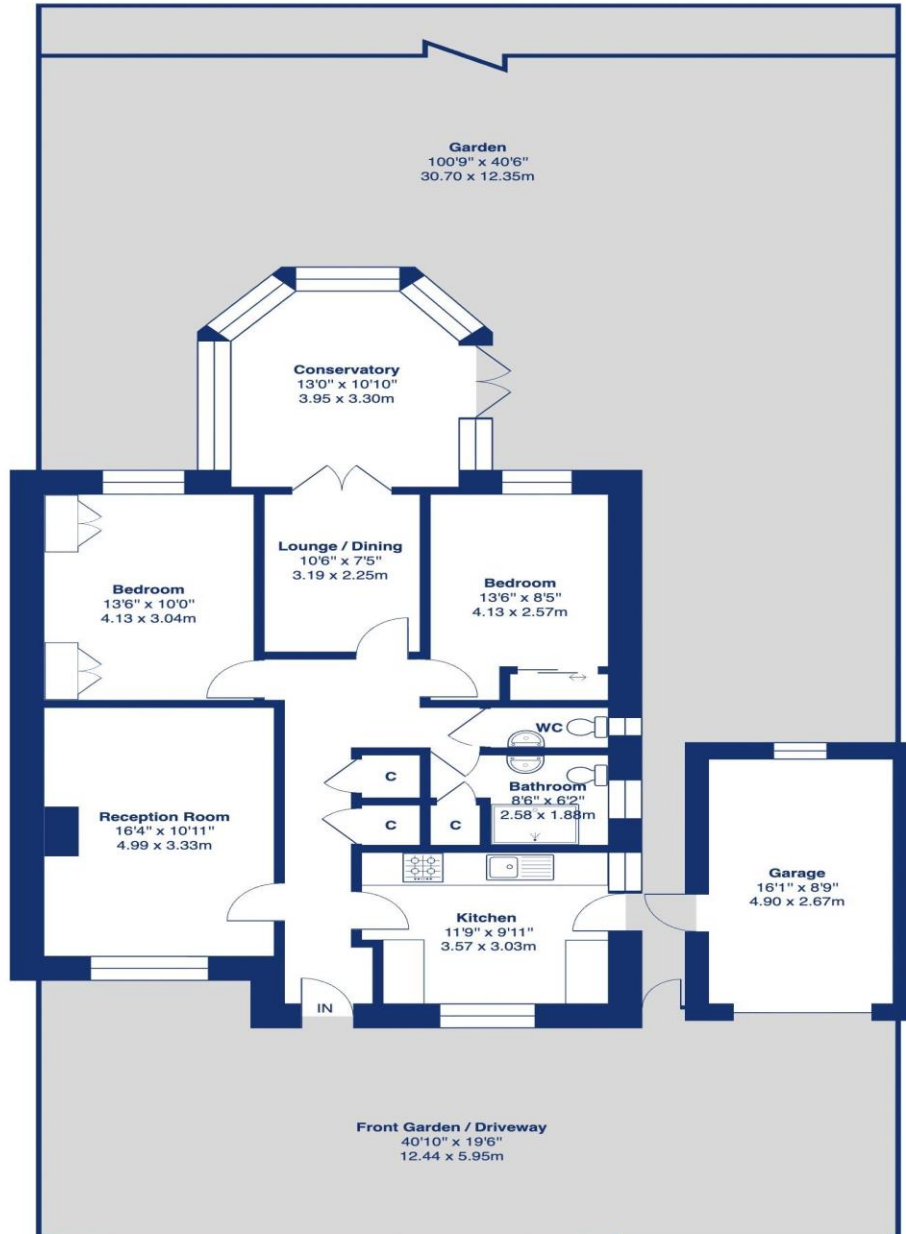 Garden
100'9" x 40'6"
30.70 x 12.35m
Conservatory
13'0" x 10'10"
3.95 x 3.30m
Lounge / Dining
10'6" x 7'5"
3.19 x 2.25m
Bedroom
13'6" x 10'0"
4.13 x 3.04m
Bedroom
13'6" x 8'5"
4.13 x 2.57m
WC
C
Bathroom
8'6" x 6'2"
2.58 x 1.88m
C
C
Reception Room
16'4" x 10'11"
4.99 x 3.33m
Garage
16'1" x 8'9"
4.90 x 2.67m
Kitchen
11'9" x 9'11"
3.57 x 3.03m
IN
Front Garden / Driveway
40'10" x 19'6"
12.44 x 5.95m